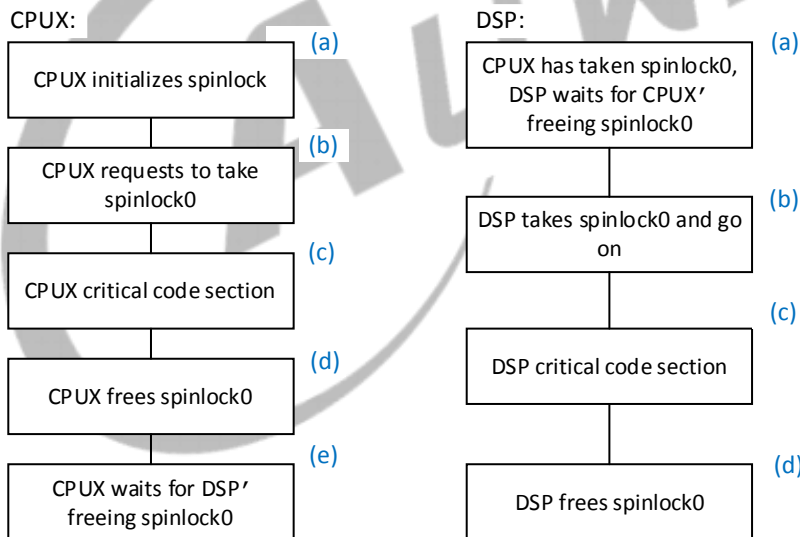 CPUX:
(a)
CPUX initializes spinlock
(b)
CPUX requests to take
spinlock0
(c)
CPUX critical code section
(d)
CPUX frees spinlock0
(e)
CPUX waits for DSP’
freeing spinlock0
DSP:
(a)
CPUX has taken spinlock0,
DSP waits for CPUX’
freeing spinlock0
(b)
DSP takes spinlock0 and go
on
(c)
DSP critical code section
(d)
DSP frees spinlock0